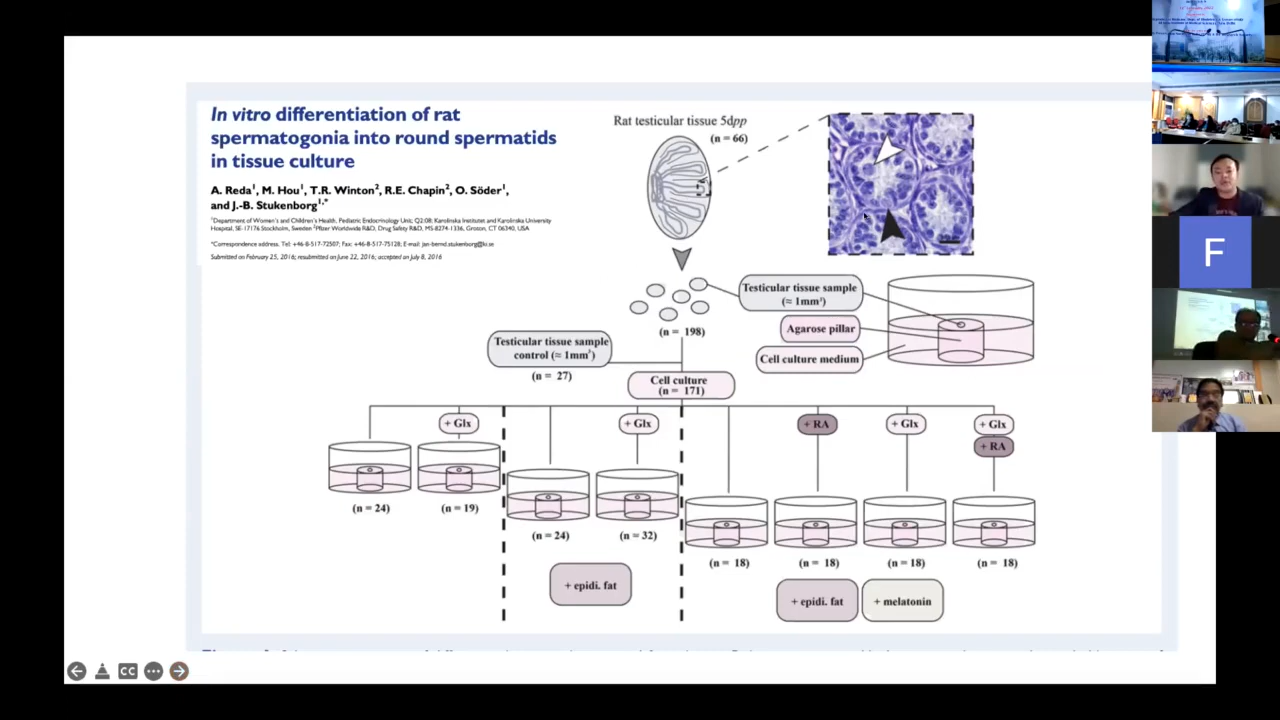 In vitro differentiation of rat
spermatogonia into round spermatids
in tissue culture
A. Reda1, M. Hou1, T.R. Winton2, R.E. Chapin2, O. Söder1,
and J.-B. Stukenborg1,*
1Department of Women's and Children's Health, Pediatric Endocrinology Unit, Q2:08; Karolinska Institutet and Karolinska University
Hospital, SE-17176 Stockholm, Sweden 2Pfizer Worldwide R&D, Drug Safety R&D, MS-8274-1336, Groton, CT 06340, USA
*Correspondence address. Tel: +46-8-517-72507; Fax: +46-8-517-75128; E-mail: jan-bernd.stukenborg@ki.se
Submitted on February 25, 2016; resubmitted on June 22, 2016; accepted on July 8, 2016
Rat testicular tissue 5dpp
(n = 66)
Testicular tissue sample
(≈ 1mm³)
Agarose pillar
Cell culture medium
(n = 198)
Testicular tissue sample
control (≈ 1mm³)
(n = 27)
Cell culture
(n = 171)
+ Glx
+ Glx
+ RA
+ Glx
+ Glx
+ RA
(n = 24)
(n = 19)
(n = 24)
(n = 32)
(n = 18)
(n = 18)
(n = 18)
(n = 18)
+ epidi. fat
+ epidi. fat
+ melatonin
CC
F